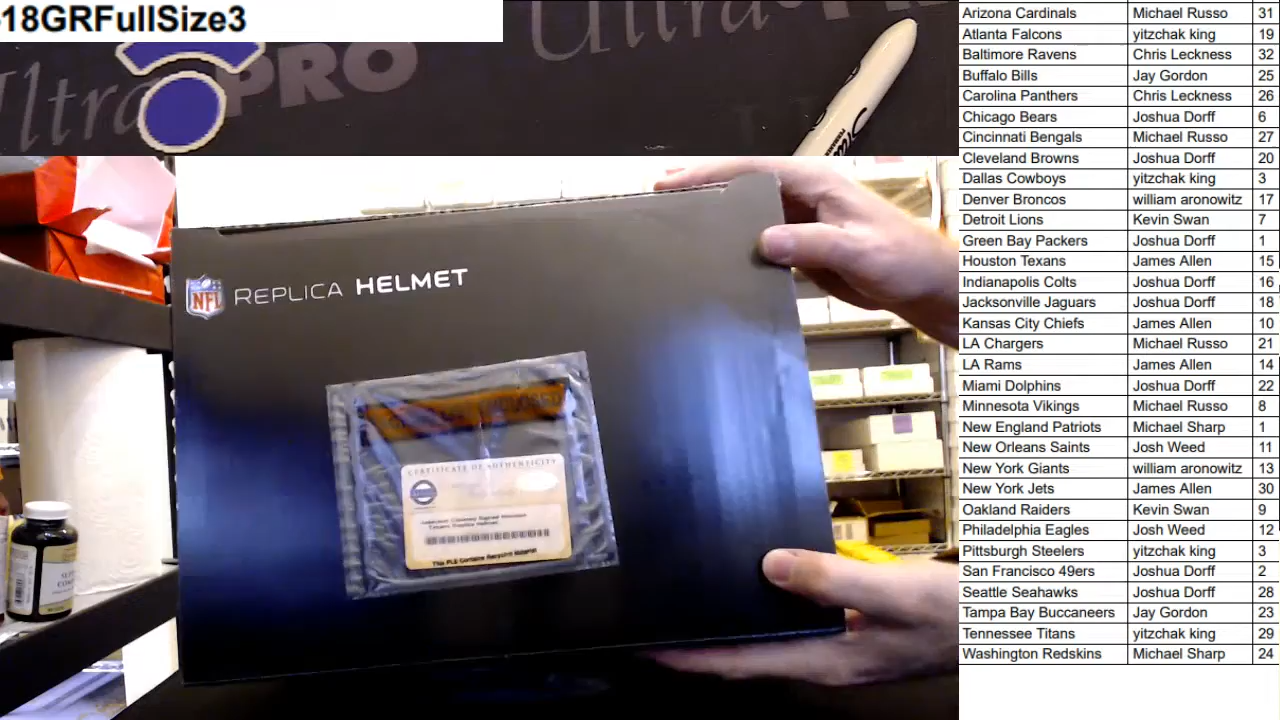 18GRFullSize3
Ultra PRO
Ultra PR
NFL REPLICA HELMET
CERTIFICATE OF AUTHENTICITY
Signed Houston
Texans Replica Helmet
Arizona Cardinals Michael Russo 31
Atlanta Falcons yitzchak king 19
Baltimore Ravens Chris Leckness 32
Buffalo Bills Jay Gordon 25
Carolina Panthers Chris Leckness 26
Chicago Bears Joshua Dorff 6
Cincinnati Bengals Michael Russo 27
Cleveland Browns Joshua Dorff 20
Dallas Cowboys yitzchak king 3
Denver Broncos william aronowitz 17
Detroit Lions Kevin Swan 7
Green Bay Packers Joshua Dorff 1
Houston Texans James Allen 15
Indianapolis Colts Joshua Dorff 16
Jacksonville Jaguars Joshua Dorff 18
Kansas City Chiefs James Allen 10
LA Chargers Michael Russo 21
LA Rams James Allen 14
Miami Dolphins Joshua Dorff 22
Minnesota Vikings Michael Russo 8
New England Patriots Michael Sharp 1
New Orleans Saints Josh Weed 11
New York Giants william aronowitz 13
New York Jets James Allen 30
Oakland Raiders Kevin Swan 9
Philadelphia Eagles Josh Weed 12
Pittsburgh Steelers yitzchak king 3
San Francisco 49ers Joshua Dorff 2
Seattle Seahawks Joshua Dorff 28
Tampa Bay Buccaneers Jay Gordon 23
Tennessee Titans yitzchak king 29
Washington Redskins Michael Sharp 24